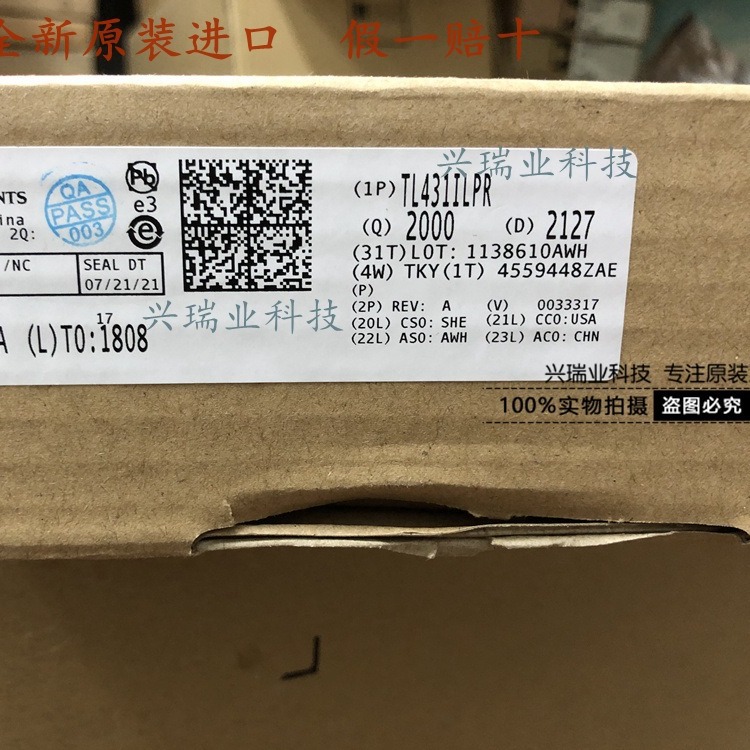 全新原装进口 假一赔十
兴瑞业科技
NTS
ina
2Q:
/NC
QA
PASS
003
Pb
e3
e
SEAL DT
07/21/21
(1P) TL431ILPR
(Q) 2000 (D) 2127
(31T)LOT: 1138610AWH
(4W) TKY(1T) 4559448ZAE
(P)
(2P) REV: A (V) 0033317
(20L) CSO: SHE (21L) CCO:USA
(22L) ASO: AWH (23L) ACO: CHN
17
A (L)TO:1808
兴瑞业科技
兴瑞业科技 专注原装
100%实物拍摄 盗图必究